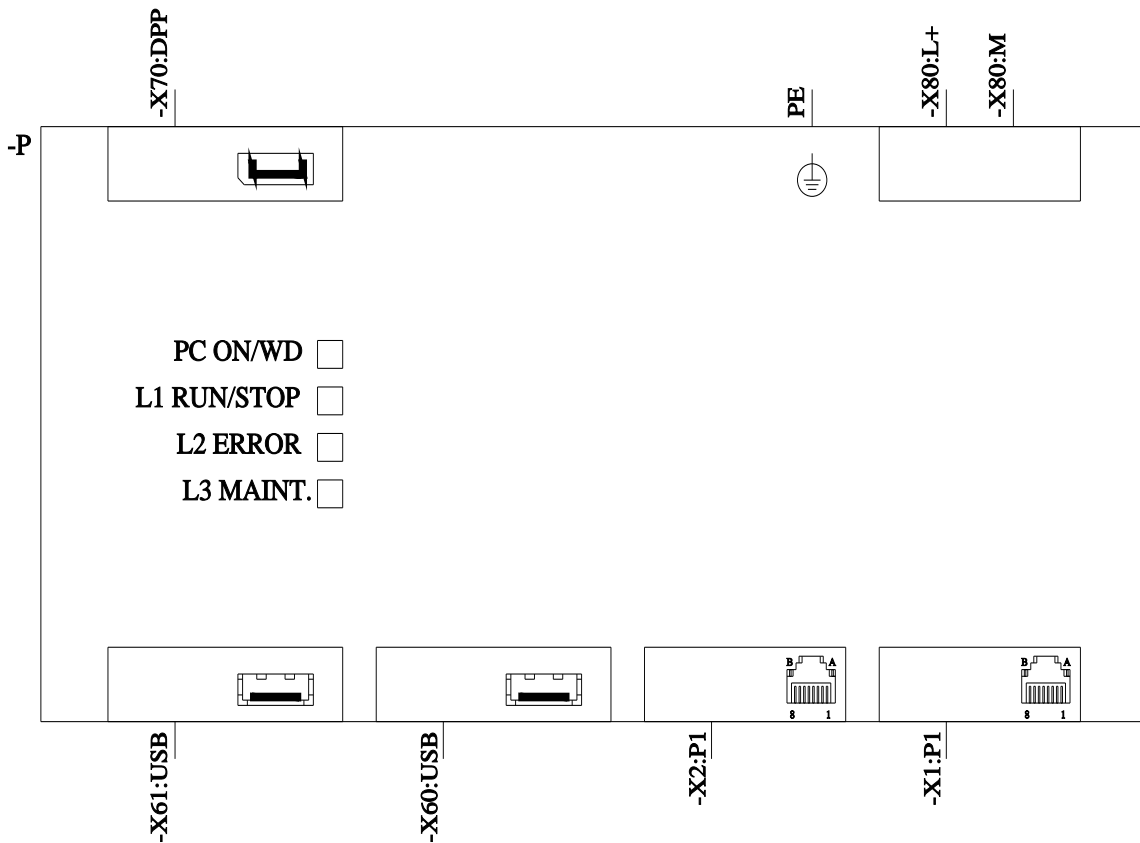 -X70:DPP
PE
-X80:L+
-X80:M
-P
PC ON/WD
L1 RUN/STOP
L2 ERROR
L3 MAINT.
B A
8 1
B A
8 1
-X61:USB
-X60:USB
-X2:P1
-X1:P1